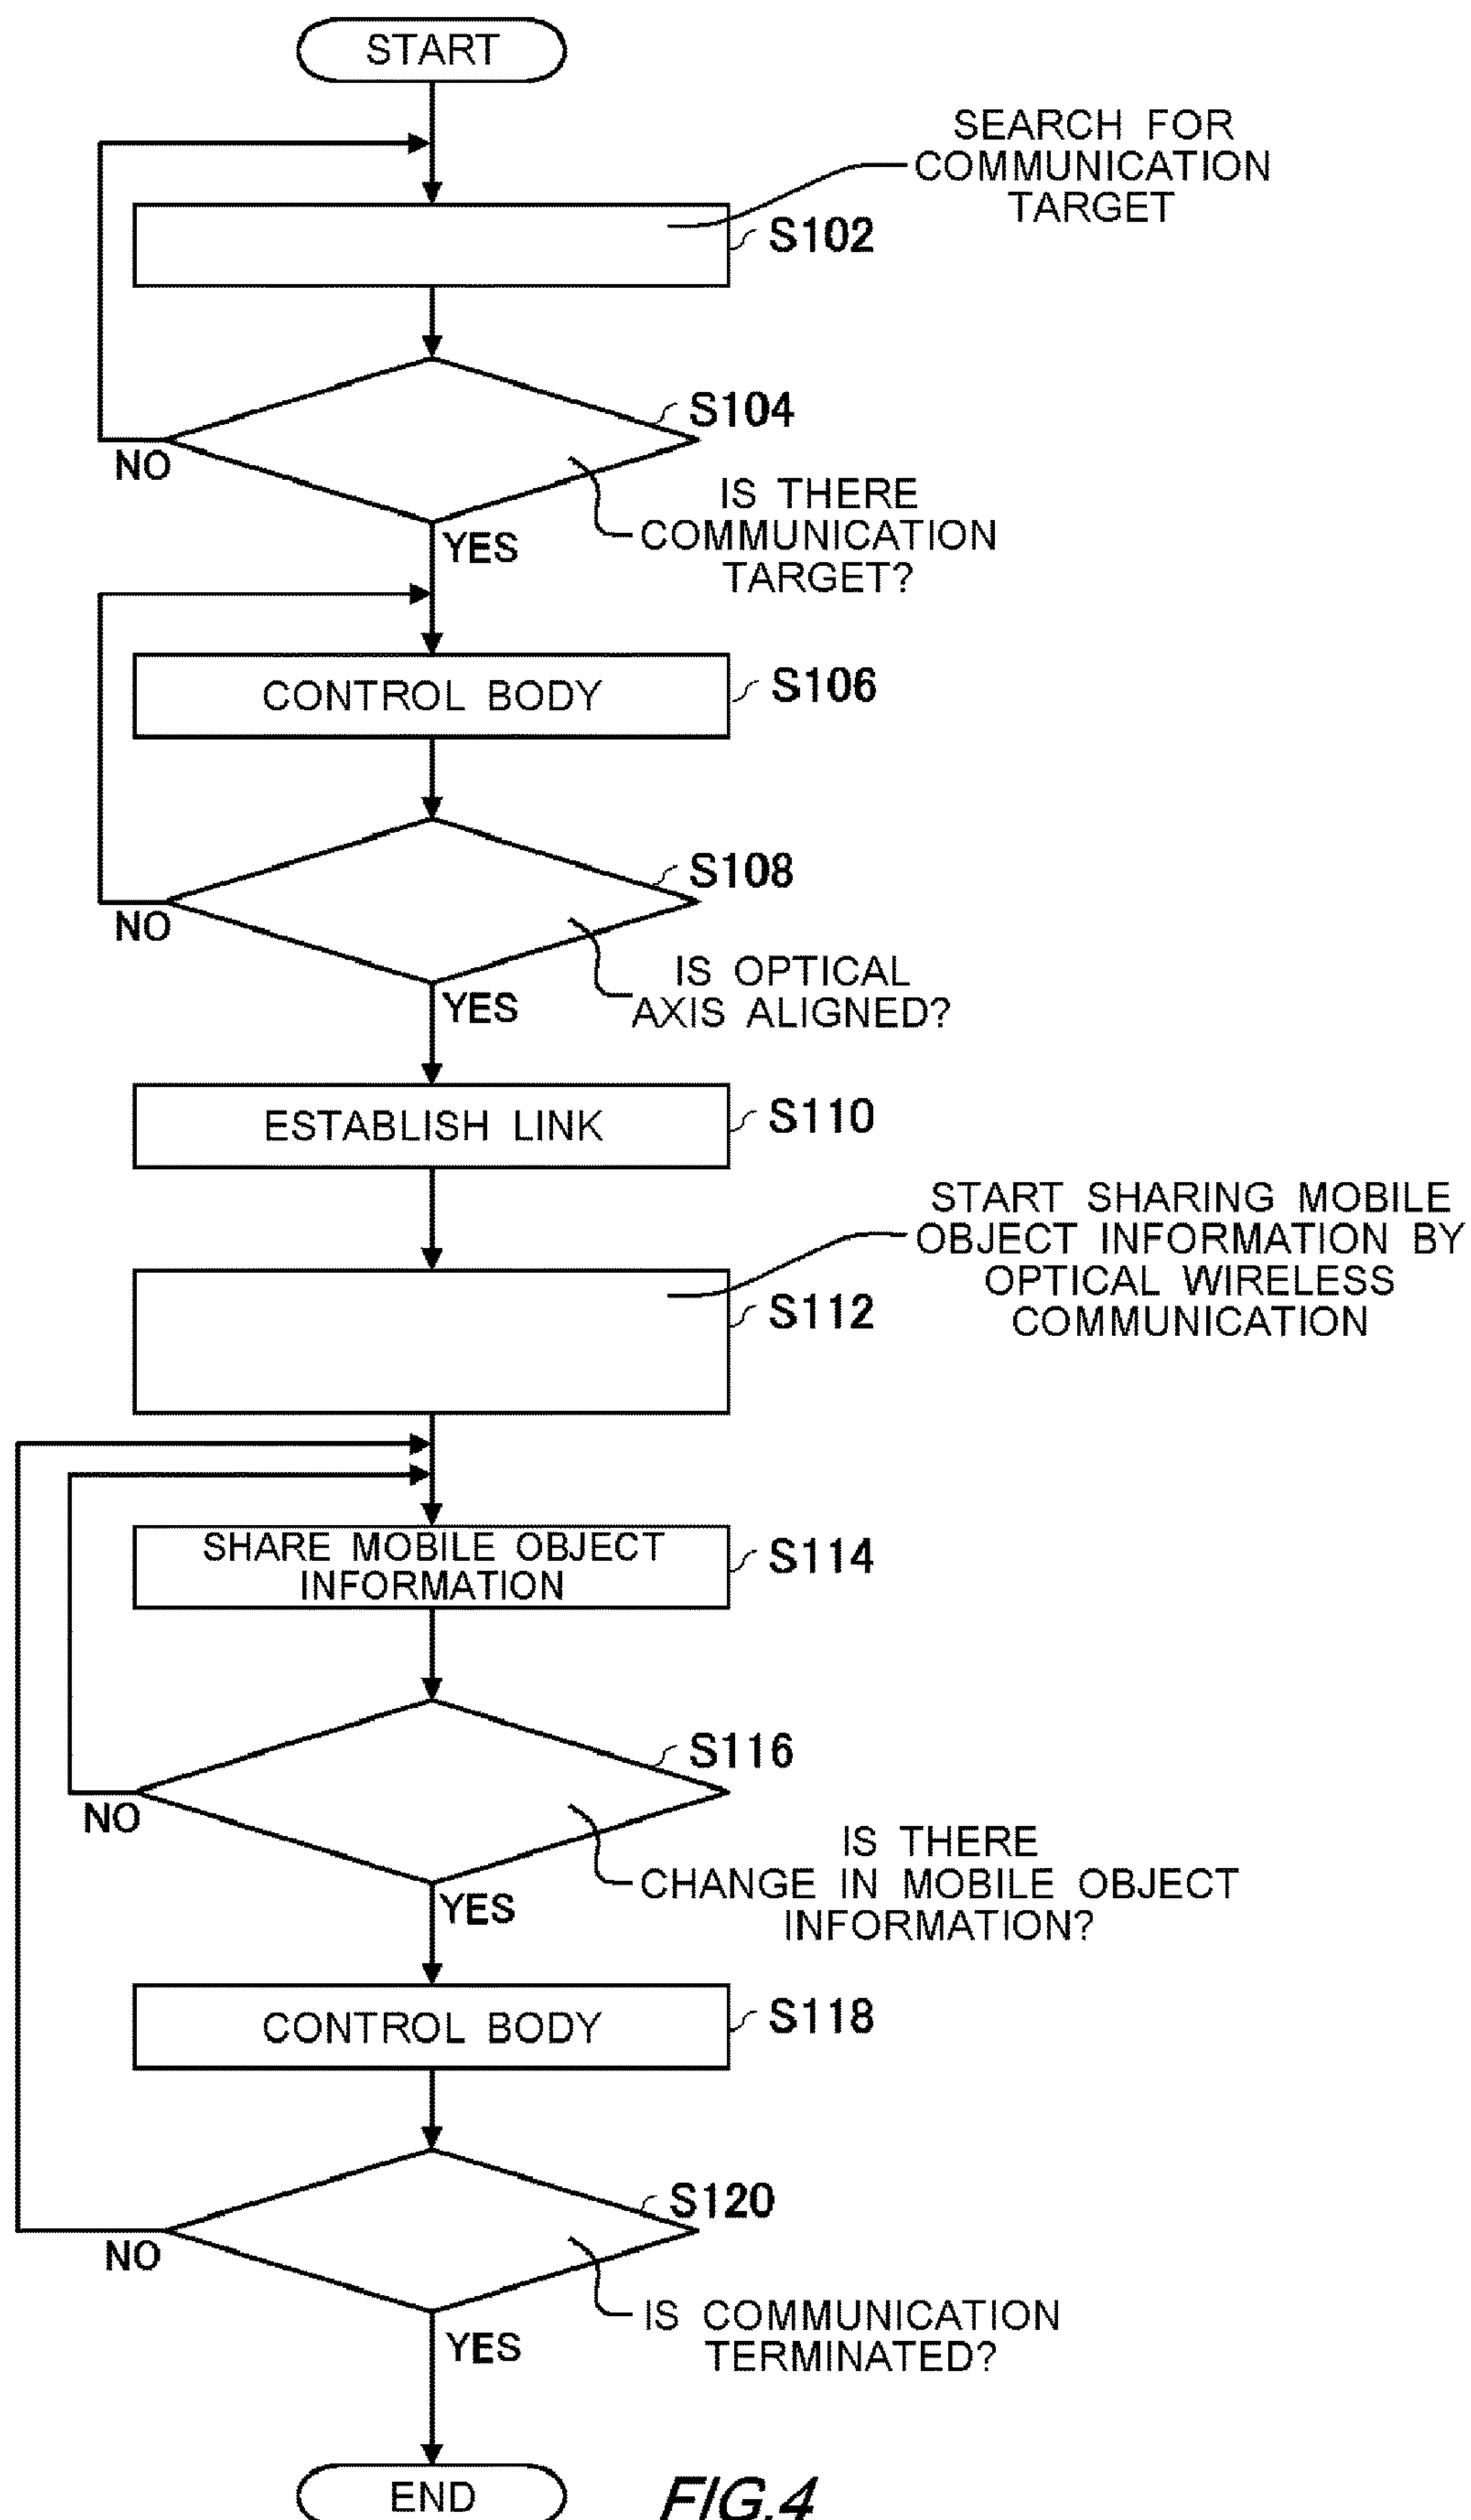 START
SEARCH FOR
COMMUNICATION
TARGET
S102
S104
NO
IS THERE
COMMUNICATION
TARGET?
YES
CONTROL BODY
S106
S108
NO
IS OPTICAL
AXIS ALIGNED?
YES
ESTABLISH LINK
S110
START SHARING MOBILE
OBJECT INFORMATION BY
OPTICAL WIRELESS
COMMUNICATION
S112
SHARE MOBILE OBJECT
INFORMATION
S114
S116
NO
IS THERE
CHANGE IN MOBILE OBJECT
INFORMATION?
YES
CONTROL BODY
S118
S120
NO
IS COMMUNICATION
TERMINATED?
YES
END
FIG.4